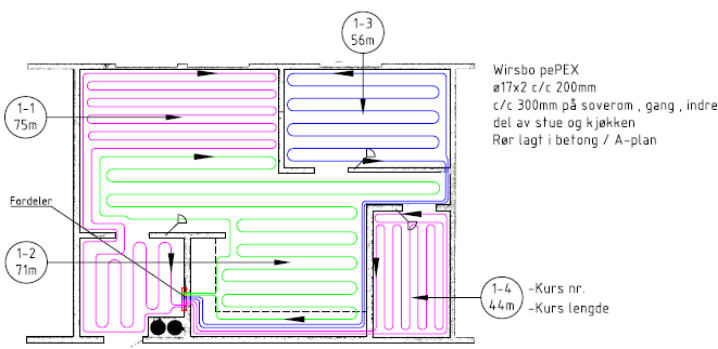 1-3
56m
Wirsbo pePEX
ø17x2 c/c 200mm
c/c 300mm på soverom , gang , indre
del av stue og kjøkken
Rør lagt i betong / A-plan
1-1
75m
Fordeler
1-2
71m
1-4
44m
-Kurs nr.
-Kurs lengde